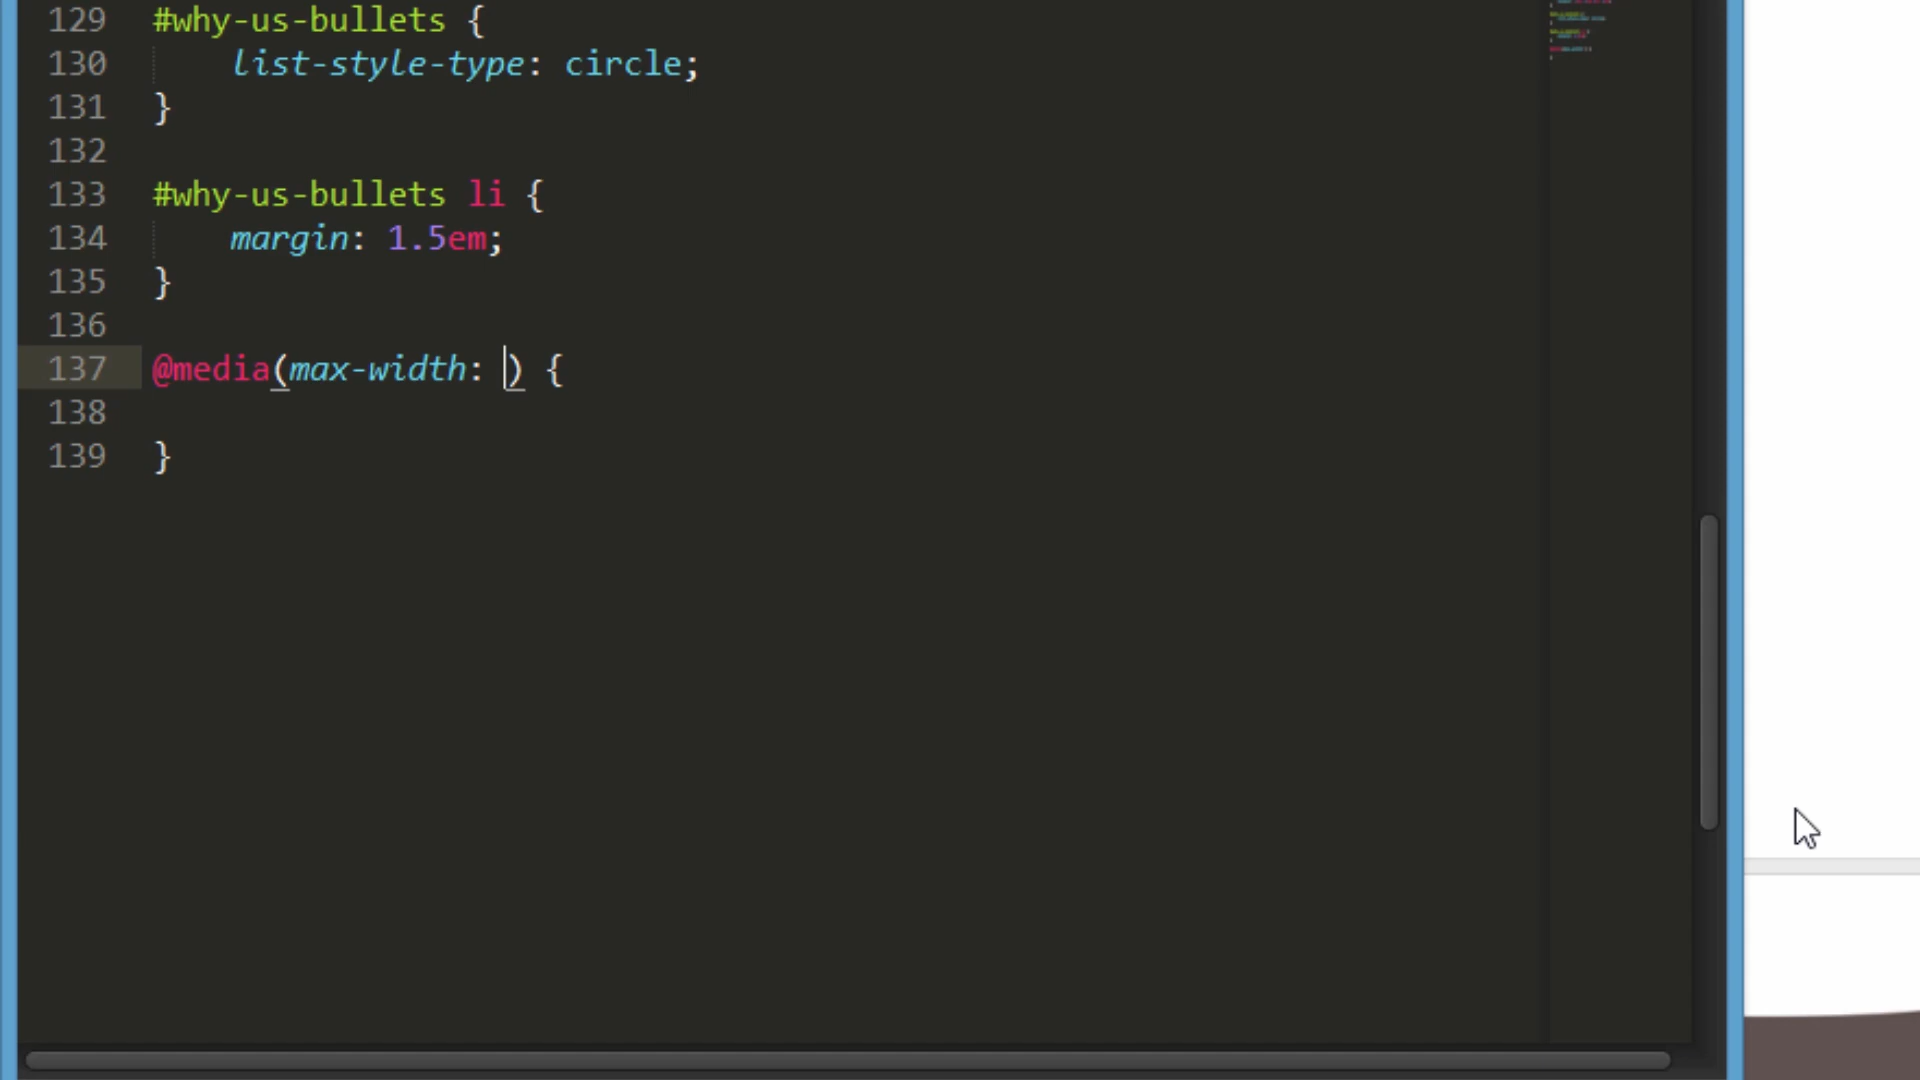 129 #why-us-bullets {
130 list-style-type: circle;
131 }
132
133 #why-us-bullets li {
134 margin: 1.5em;
135 }
136
137 @media(max-width: ) {
138
139 }